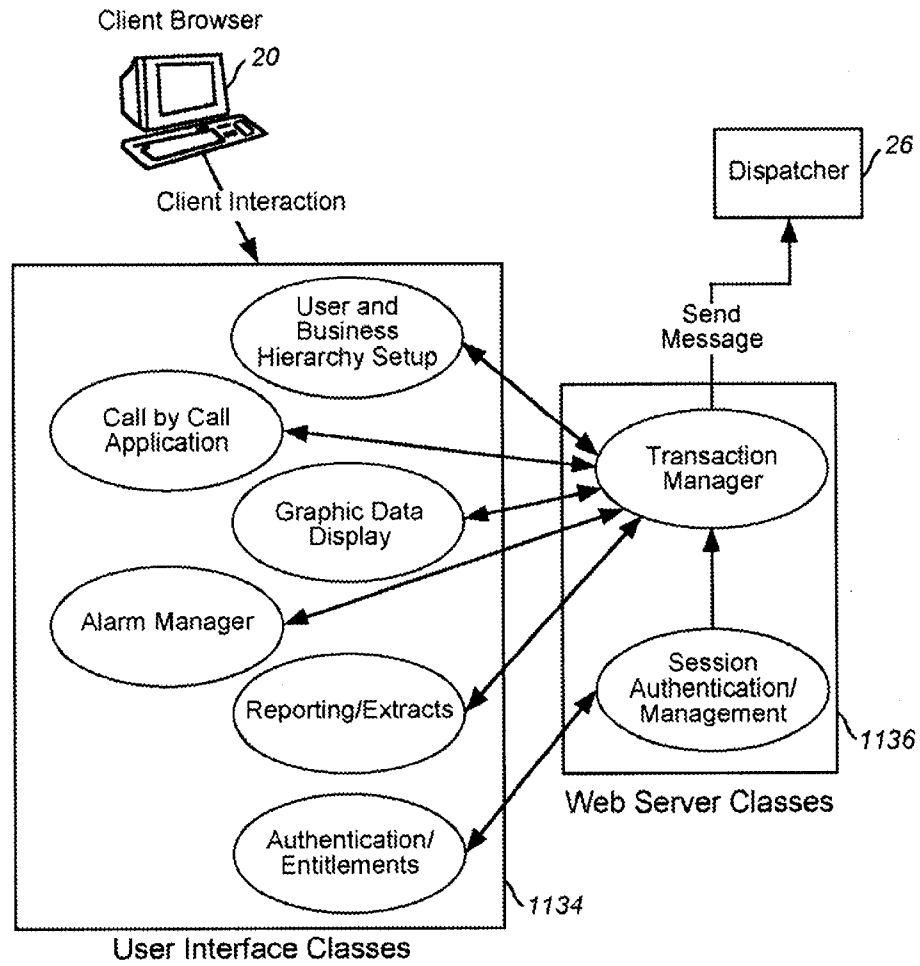 Client Browser
20
Client Interaction
Dispatcher
26
Send
Message
User and
Business
Hierarchy Setup
Call by Call
Application
Graphic Data
Display
Alarm Manager
Reporting/Extracts
Authentication/
Entitlements
1134
User Interface Classes
Transaction
Manager
Session
Authentication/
Management
1136
Web Server Classes